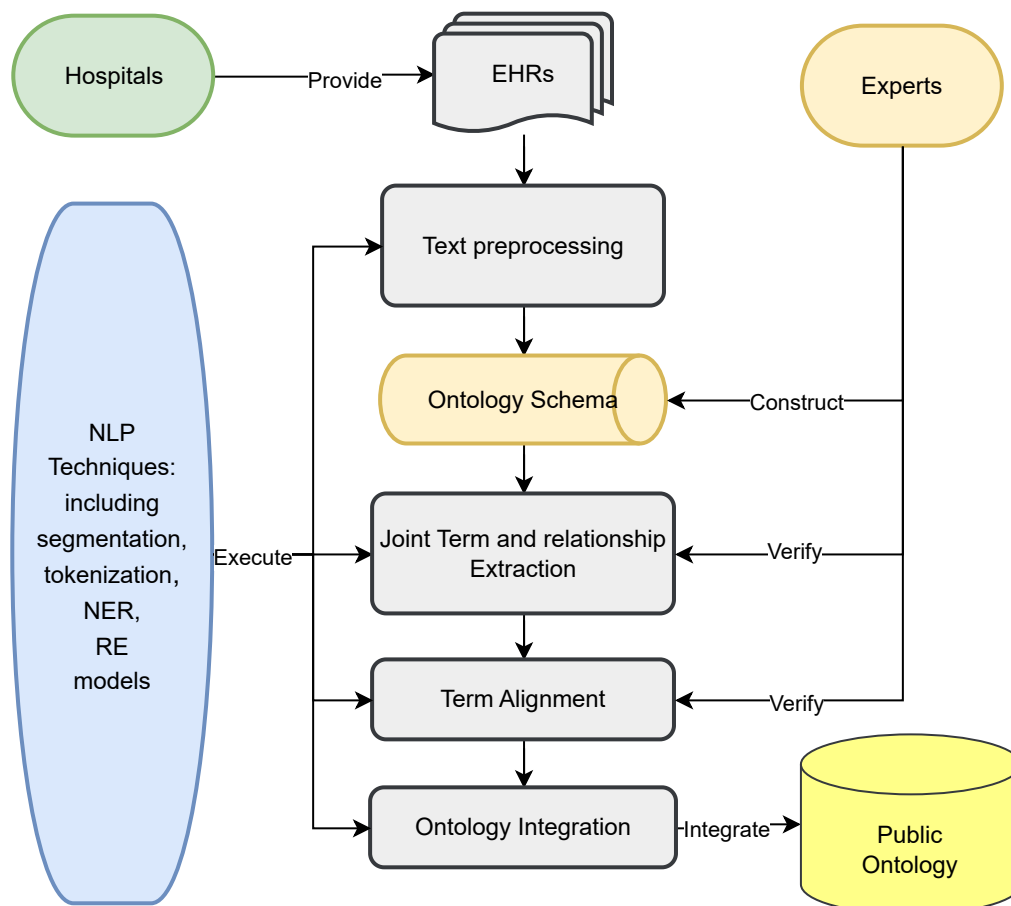 Hospitals
Provide
EHRs
Experts
Text preprocessing
Ontology Schema
Construct
NLP
Techniques:
including
segmentation,
tokenization,
NER,
RE
models
Execute
Joint Term and relationship
Extraction
Verify
Term Alignment
Verify
Ontology Integration
Integrate
Public
Ontology